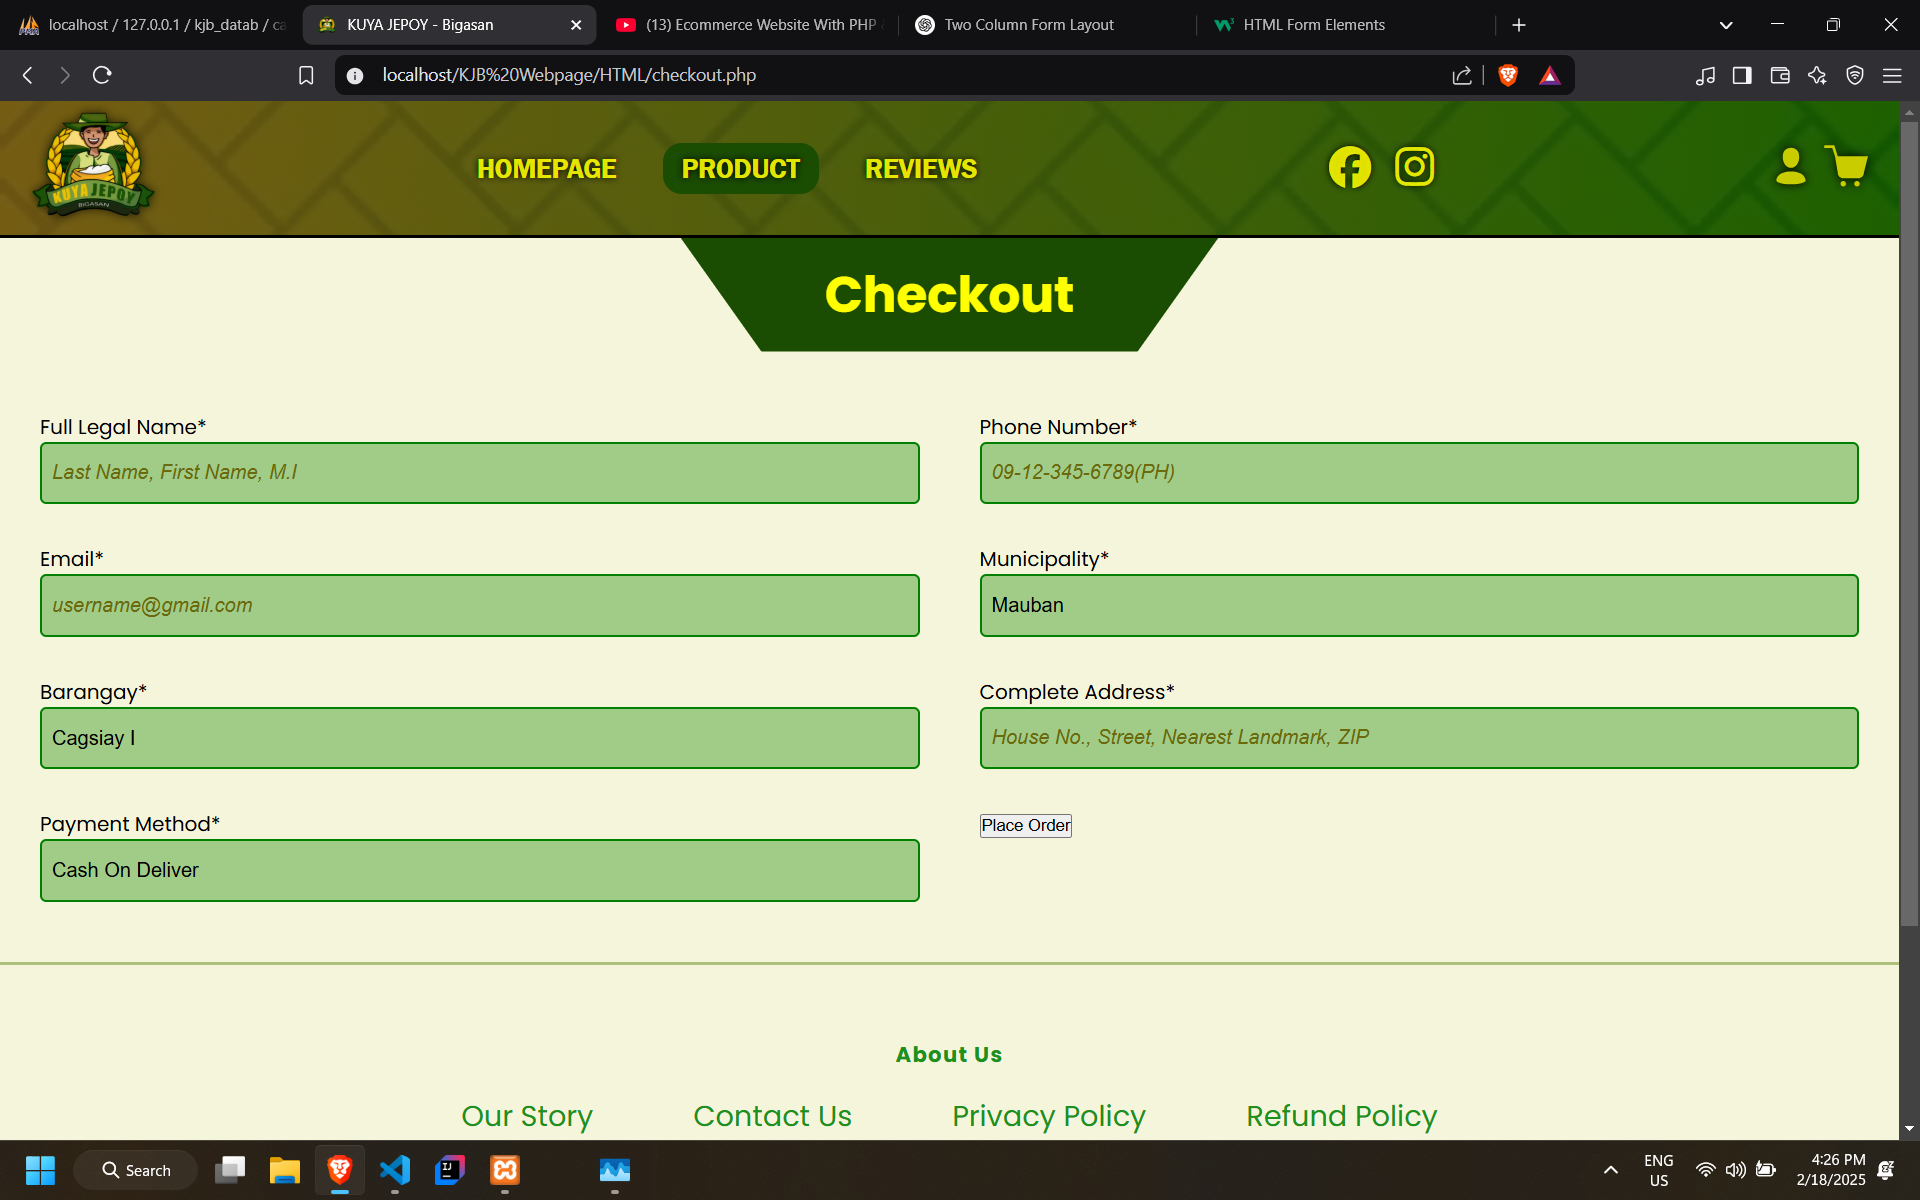 localhost / 127.0.0.1 / kjb_datab / ca
KUYA JEPOY - Bigasan
(13) Ecommerce Website With PHP
Two Column Form Layout
HTML Form Elements
localhost/KJB%20Webpage/HTML/checkout.php
KUYA JEPOY
BIGASAN
HOMEPAGE
PRODUCT
REVIEWS
Checkout
Full Legal Name*
Phone Number*
Last Name, First Name, M.I
09-12-345-6789(PH)
Email*
Municipality*
username@gmail.com
Mauban
Barangay*
Complete Address*
Cagsiay I
House No., Street, Nearest Landmark, ZIP
Payment Method*
Place Order
Cash On Deliver
About Us
Our Story
Contact Us
Privacy Policy
Refund Policy
Search
ENG
US
4:26 PM
2/18/2025